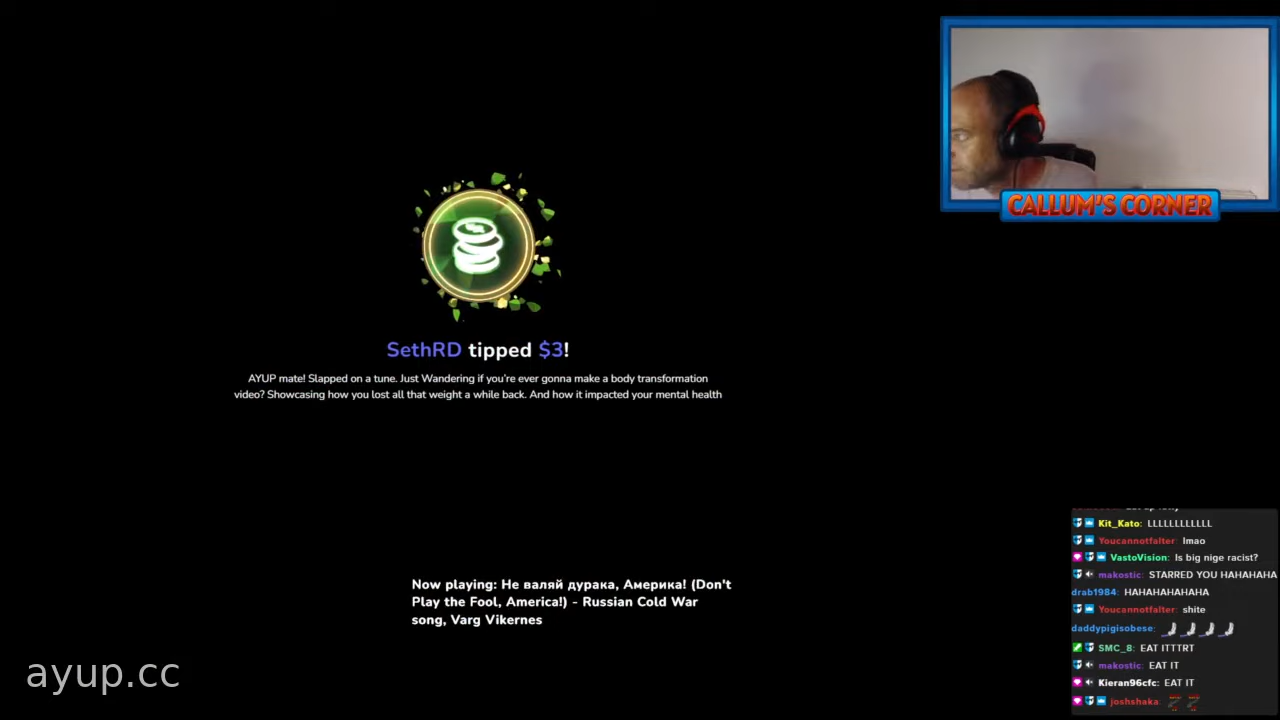 CALLUM'S CORNER
SethRD tipped $3!
AYUP mate! Slapped on a tune. Just Wandering if you're ever gonna make a body transformation
video? Showcasing how you lost all that weight a while back. And how it impacted your mental health
Now playing: Не валяй дурака, Америка! (Don't
Play the Fool, America!) - Russian Cold War
song, Varg Vikernes
ayup.cc
Kit_Kato: LLLLLLLLLLLL
Youcannotfalter: lmao
VastoVision: Is big nige racist?
makostic: STARRED YOU HAHAHAHA
drab1984: HAHAHAHAHAHA
Youcannotfalter: shite
daddypigisobese:
SMC_8: EAT ITTTRT
makostic: EAT IT
Kieran96cfc: EAT IT
joshshaka: